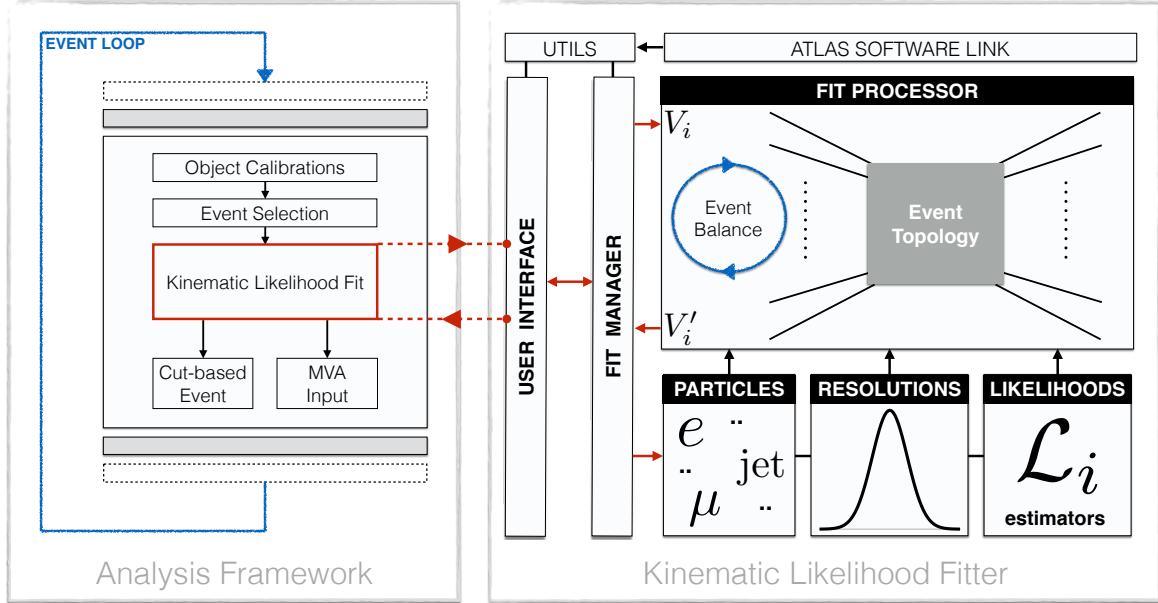 EVENT LOOP
Object Calibrations
Event Selection
Kinematic Likelihood Fit
Cut-based
Event
MVA
Input
Analysis Framework
UTILS
ATLAS SOFTWARE LINK
USER INTERFACE
FIT MANAGER
FIT PROCESSOR
V_i
Event
Balance
V_i'
Event
Topology
PARTICLES
e ..
.. jet
μ ..
RESOLUTIONS
LIKELIHOODS
ℒ_i
estimators
Kinematic Likelihood Fitter